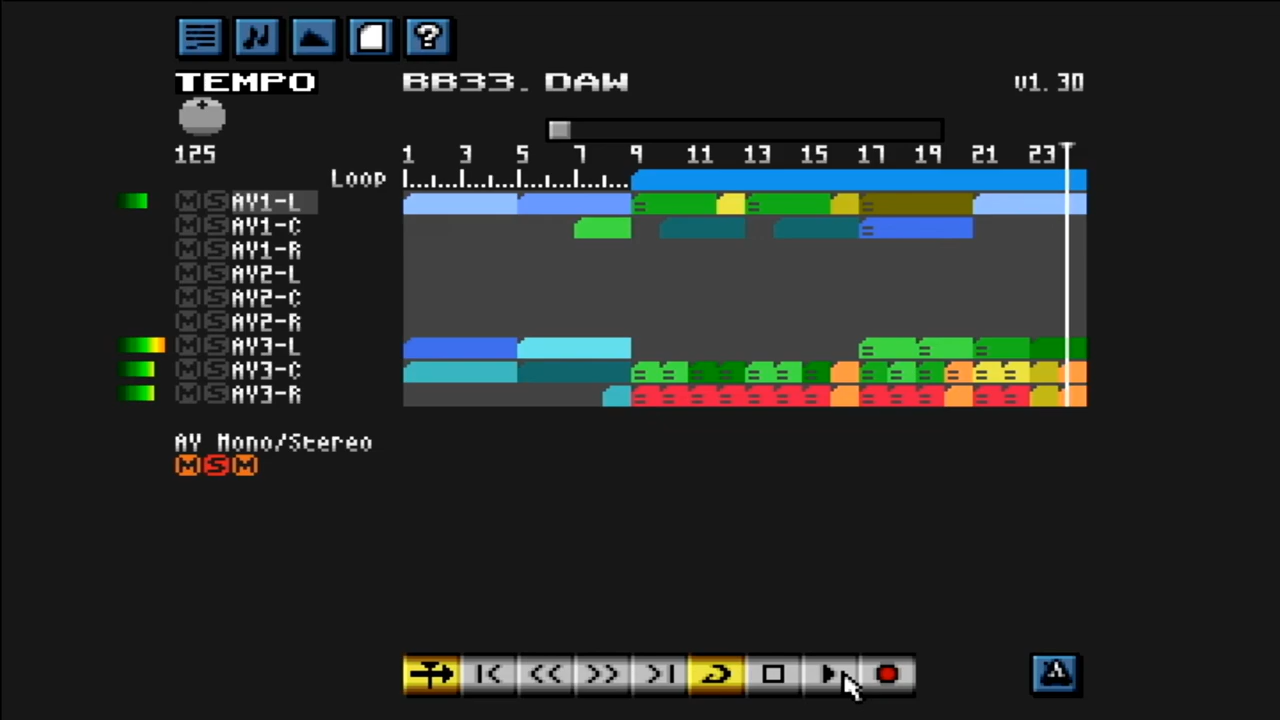 ?
TEMPO BB33. DAW v1.30
125 1 3 5 7 9 11 13 15 17 19 21 23
Loop
M S AY1-L
M S AY1-C
M S AY1-R
M S AY2-L
M S AY2-C
M S AY2-R
M S AY3-L
M S AY3-C
M S AY3-R
AY Mono/Stereo
M S M